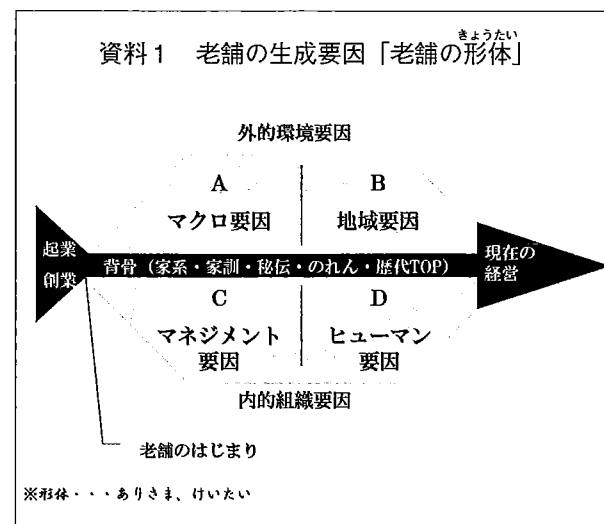 きょうたい
資料1 老舗の生成要因「老舗の形体」
外的環境要因
A
マクロ要因
B
地域要因
起業
創業
背骨（家系・家訓・秘伝・のれん・歴代TOP）
現在の
経営
C
マネジメント
要因
D
ヒューマン
要因
内的組織要因
老舗のはじまり
※形体・・・ありさま、けいたい